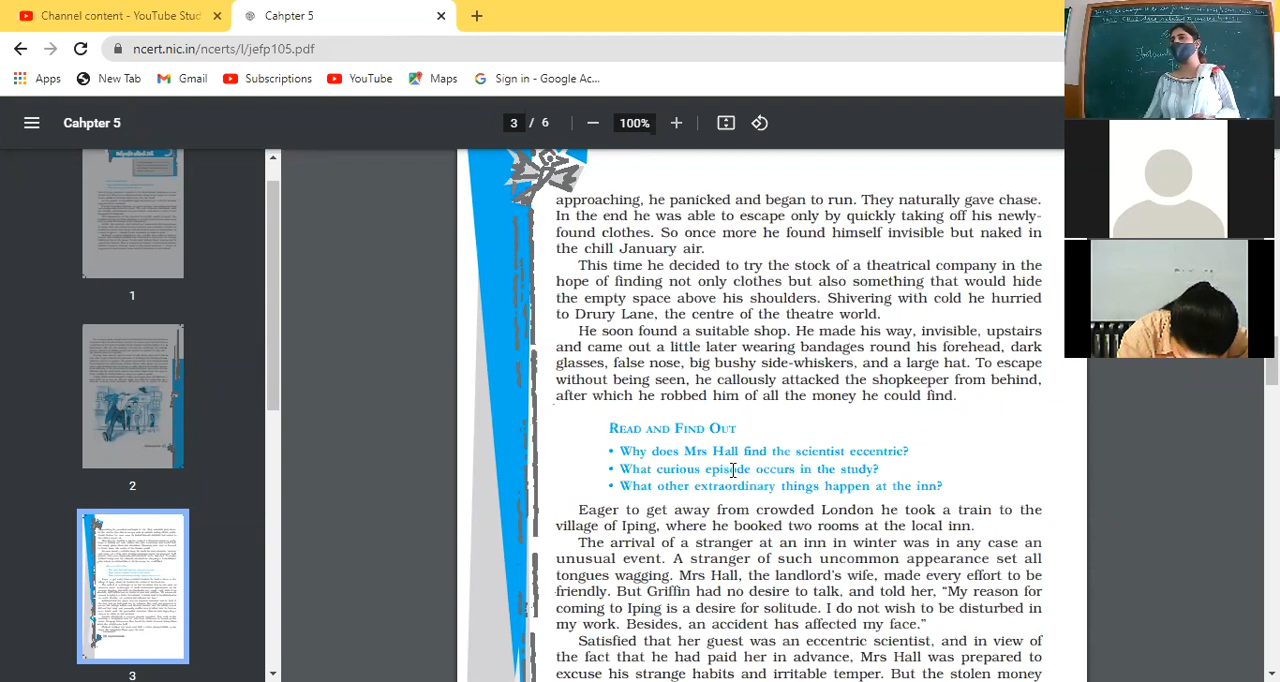 Channel content - YouTube Stud
Cahpter 5
ncert.nic.in/ncerts/l/jefp105.pdf
Apps
New Tab
Gmail
Subscriptions
YouTube
Maps
Sign in - Google Ac...
Cahpter 5
3 / 6
100%
1
2
3
approaching, he panicked and began to run. They naturally gave chase.
In the end he was able to escape only by quickly taking off his newly-
found clothes. So once more he found himself invisible but naked in
the chill January air.
This time he decided to try the stock of a theatrical company in the
hope of finding not only clothes but also something that would hide
the empty space above his shoulders. Shivering with cold he hurried
to Drury Lane, the centre of the theatre world.
He soon found a suitable shop. He made his way, invisible, upstairs
and came out a little later wearing bandages round his forehead, dark
glasses, false nose, big bushy side-whiskers, and a large hat. To escape
without being seen, he callously attacked the shopkeeper from behind,
after which he robbed him of all the money he could find.
READ AND FIND OUT
• Why does Mrs Hall find the scientist eccentric?
• What curious episode occurs in the study?
• What other extraordinary things happen at the inn?
Eager to get away from crowded London he took a train to the
village of Iping, where he booked two rooms at the local inn.
The arrival of a stranger at an inn in winter was in any case an
unusual event. A stranger of such uncommon appearance set all
tongues wagging. Mrs Hall, the landlord's wife, made every effort to be
friendly. But Griffin had no desire to talk, and told her, “My reason for
coming to Iping is a desire for solitude. I do not wish to be disturbed in
my work. Besides, an accident has affected my face.”
Satisfied that her guest was an eccentric scientist, and in view of
the fact that he had paid her in advance, Mrs Hall was prepared to
excuse his strange habits and irritable temper. But the stolen money